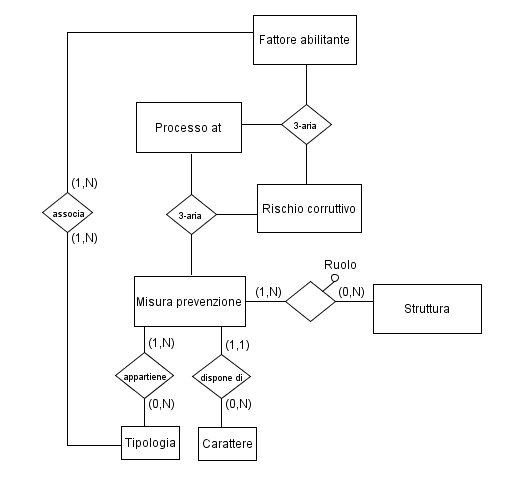 Fattore abilitante
Processo at
3-aria
(1,N)
associa
(1,N)
3-aria
Rischio corruttivo
Ruolo
Misura prevenzione
(1,N)
(0,N)
Struttura
(1,N)
(1,1)
appartiene
dispone di
(0,N)
(0,N)
Tipologia
Carattere